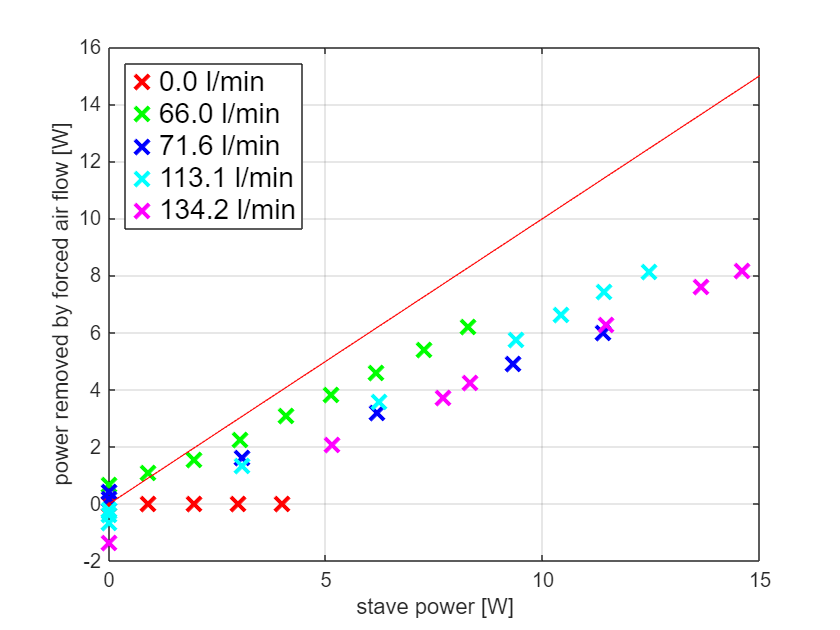 16
14
12
10
8
6
4
2
0
-2
0
5
10
15
power removed by forced air flow [W]
stave power [W]
0.0 l/min
66.0 l/min
71.6 l/min
113.1 l/min
134.2 l/min